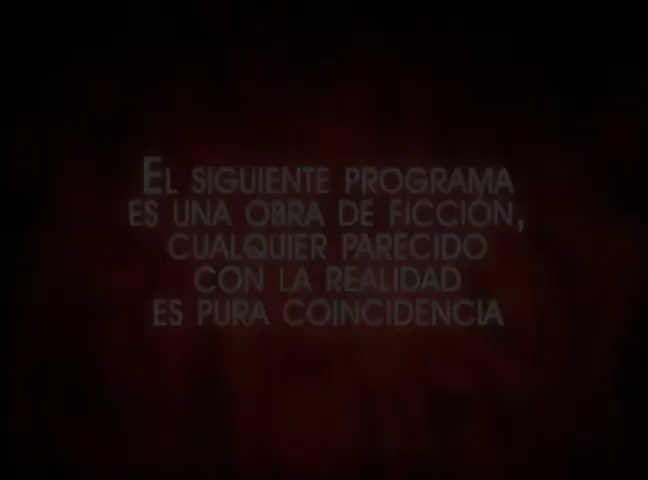 EL SIGUIENTE PROGRAMA
ES UNA OBRA DE FICCIÓN,
CUALQUIER PARECIDO
CON LA REALIDAD
ES PURA COINCIDENCIA